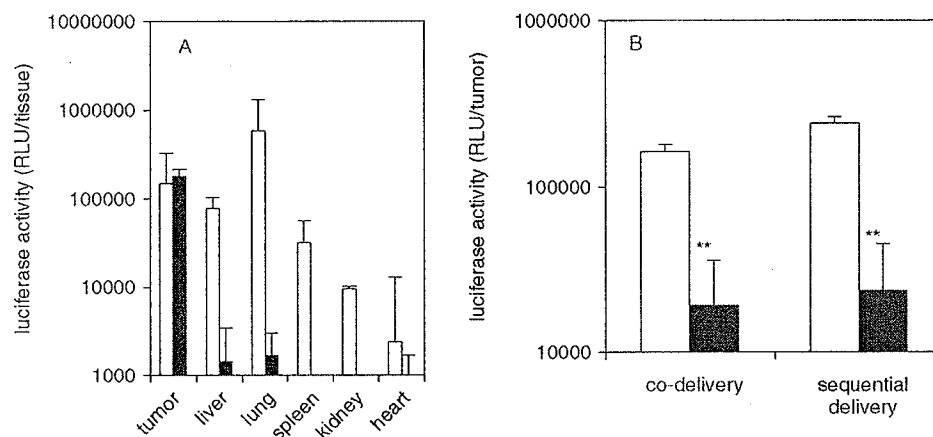 A
luciferase activity (RLU/tissue)
10000000
1000000
100000
10000
1000
tumor
liver
lung
spleen
kidney
heart
B
luciferase activity (RLU/tumor)
1000000
100000
10000
**
**
co-delivery
sequential
delivery